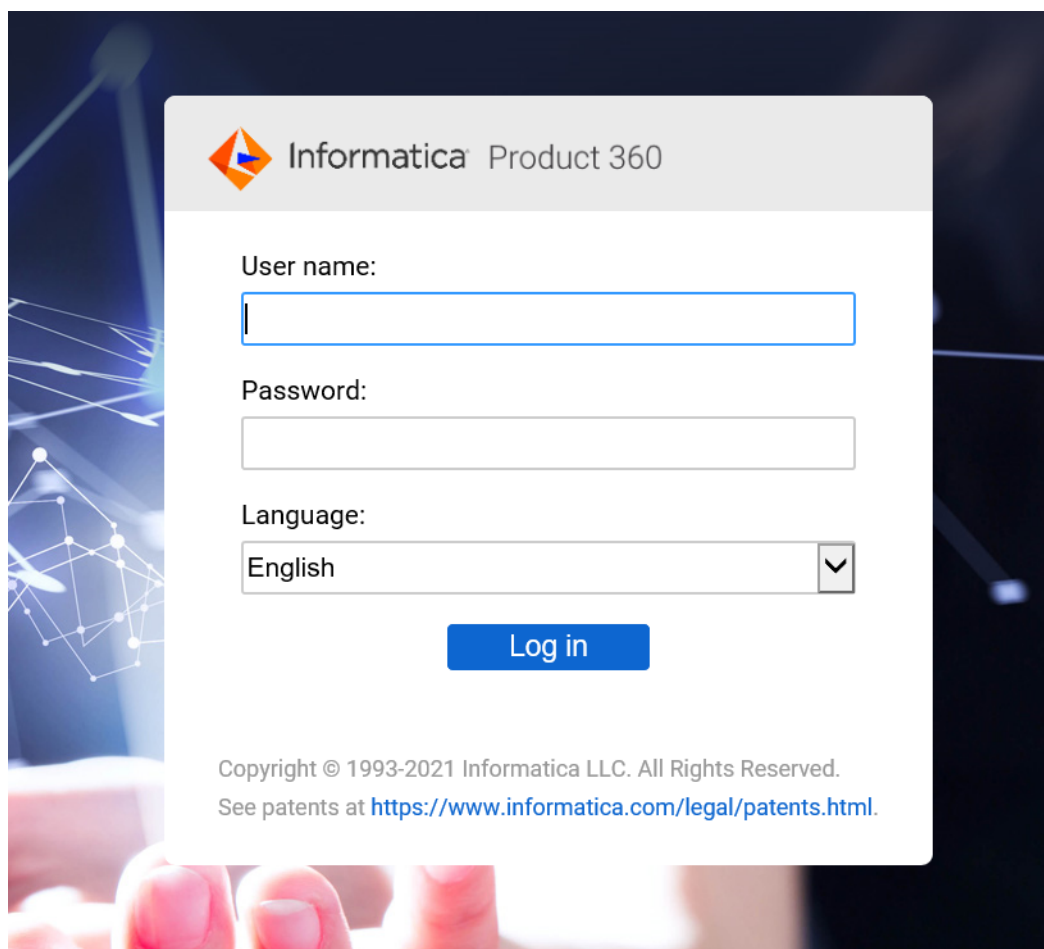 Informatica Product 360
User name:
Password:
Language:
English
Log in
Copyright © 1993-2021 Informatica LLC. All Rights Reserved.
See patents at https://www.informatica.com/legal/patents.html.